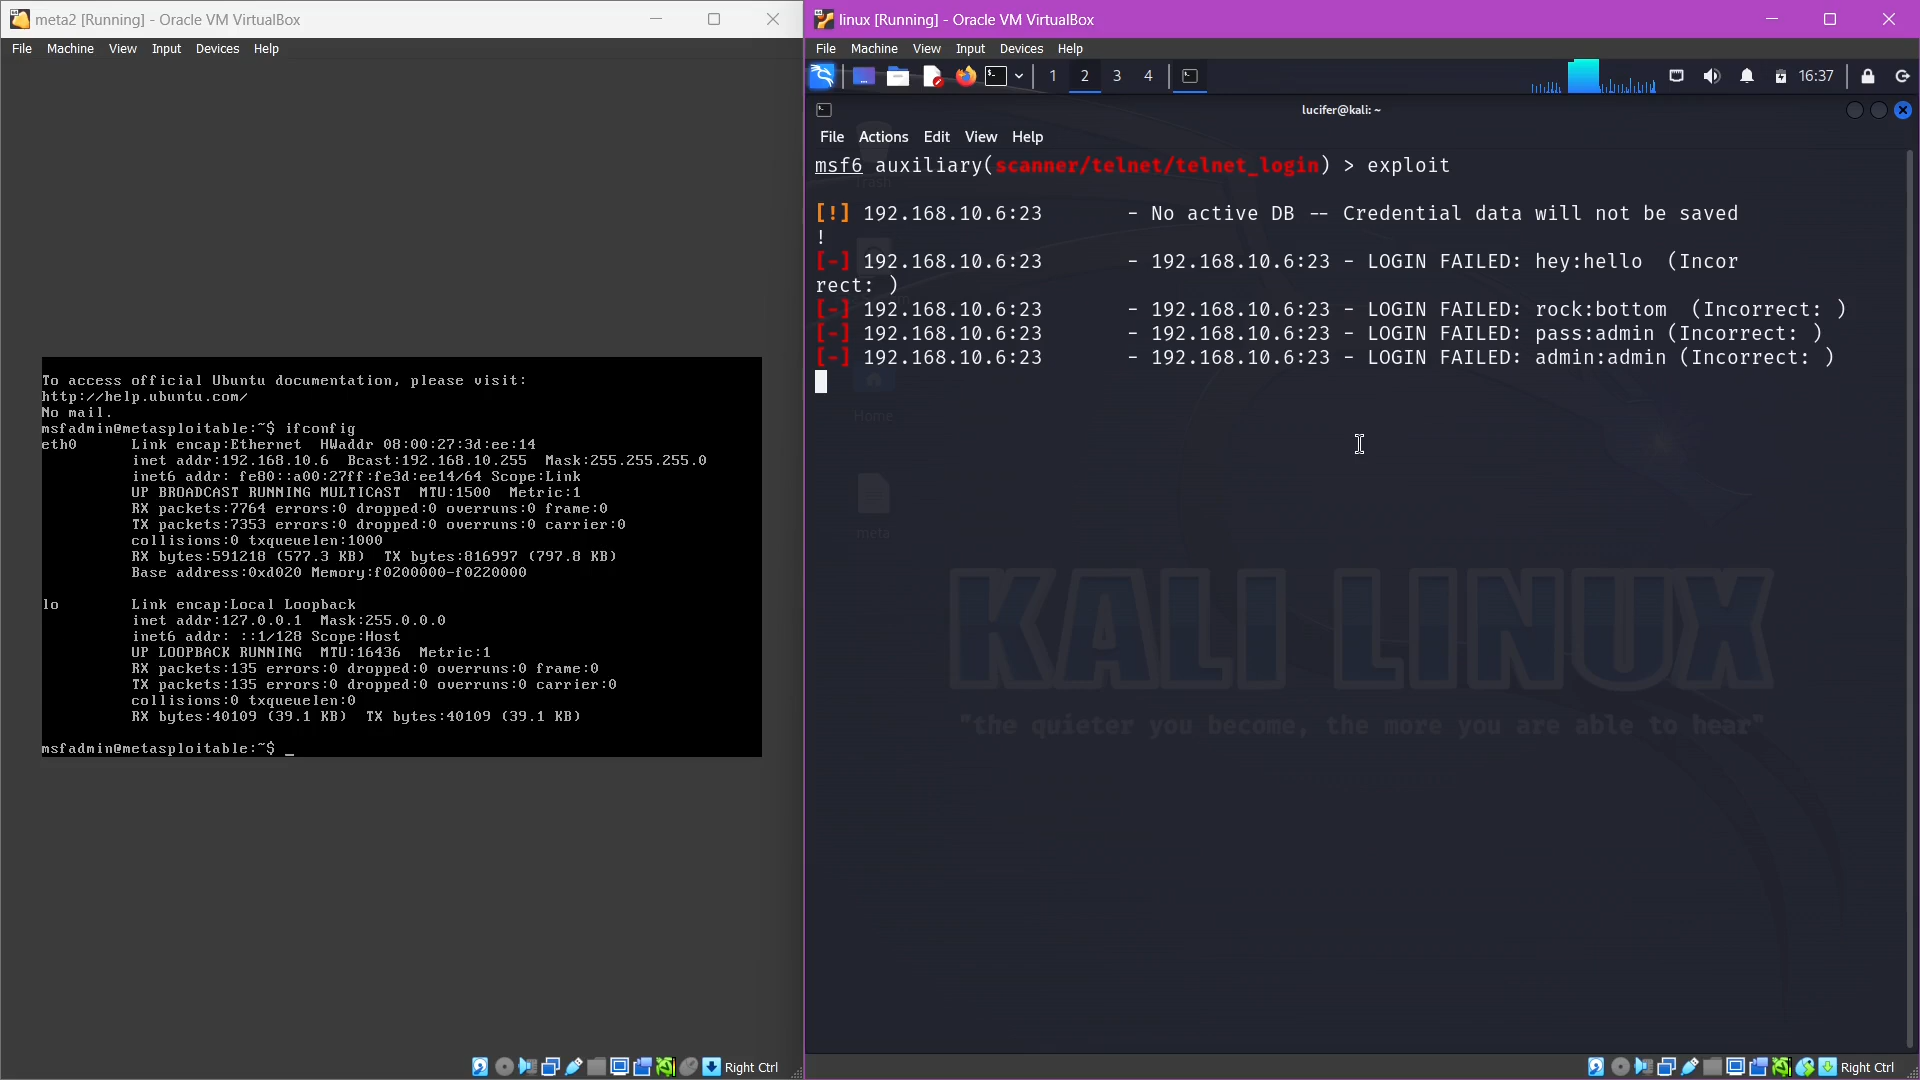 meta2 [Running] - Oracle VM VirtualBox
File Machine View Input Devices Help
To access official Ubuntu documentation, please visit:
http://help.ubuntu.com/
No mail.
msfadmin@metasploitable:~$ ifconfig
eth0 Link encap:Ethernet HWaddr 08:00:27:3d:ee:14
inet addr:192.168.10.6 Bcast:192.168.10.255 Mask:255.255.255.0
inet6 addr: fe80::a00:27ff:fe3d:ee14/64 Scope:Link
UP BROADCAST RUNNING MULTICAST MTU:1500 Metric:1
RX packets:7764 errors:0 dropped:0 overruns:0 frame:0
TX packets:7353 errors:0 dropped:0 overruns:0 carrier:0
collisions:0 txqueuelen:1000
RX bytes:591218 (577.3 KB) TX bytes:816997 (797.8 KB)
Base address:0xd020 Memory:f0200000-f0220000
lo Link encap:Local Loopback
inet addr:127.0.0.1 Mask:255.0.0.0
inet6 addr: ::1/128 Scope:Host
UP LOOPBACK RUNNING MTU:16436 Metric:1
RX packets:135 errors:0 dropped:0 overruns:0 frame:0
TX packets:135 errors:0 dropped:0 overruns:0 carrier:0
collisions:0 txqueuelen:0
RX bytes:40109 (39.1 KB) TX bytes:40109 (39.1 KB)
msfadmin@metasploitable:~$ _
Right Ctrl
linux [Running] - Oracle VM VirtualBox
File Machine View Input Devices Help
1 2 3 4 16:37
lucifer@kali: ~
File Actions Edit View Help
msf6 auxiliary(scanner/telnet/telnet_login) > exploit
[!] 192.168.10.6:23 - No active DB -- Credential data will not be saved
!
[-] 192.168.10.6:23 - 192.168.10.6:23 - LOGIN FAILED: hey:hello (Incor
rect: )
[-] 192.168.10.6:23 - 192.168.10.6:23 - LOGIN FAILED: rock:bottom (Incorrect: )
[-] 192.168.10.6:23 - 192.168.10.6:23 - LOGIN FAILED: pass:admin (Incorrect: )
[-] 192.168.10.6:23 - 192.168.10.6:23 - LOGIN FAILED: admin:admin (Incorrect: )
Trash
Home
meta
KALI LINUX
"the quieter you become, the more you are able to hear"
Right Ctrl